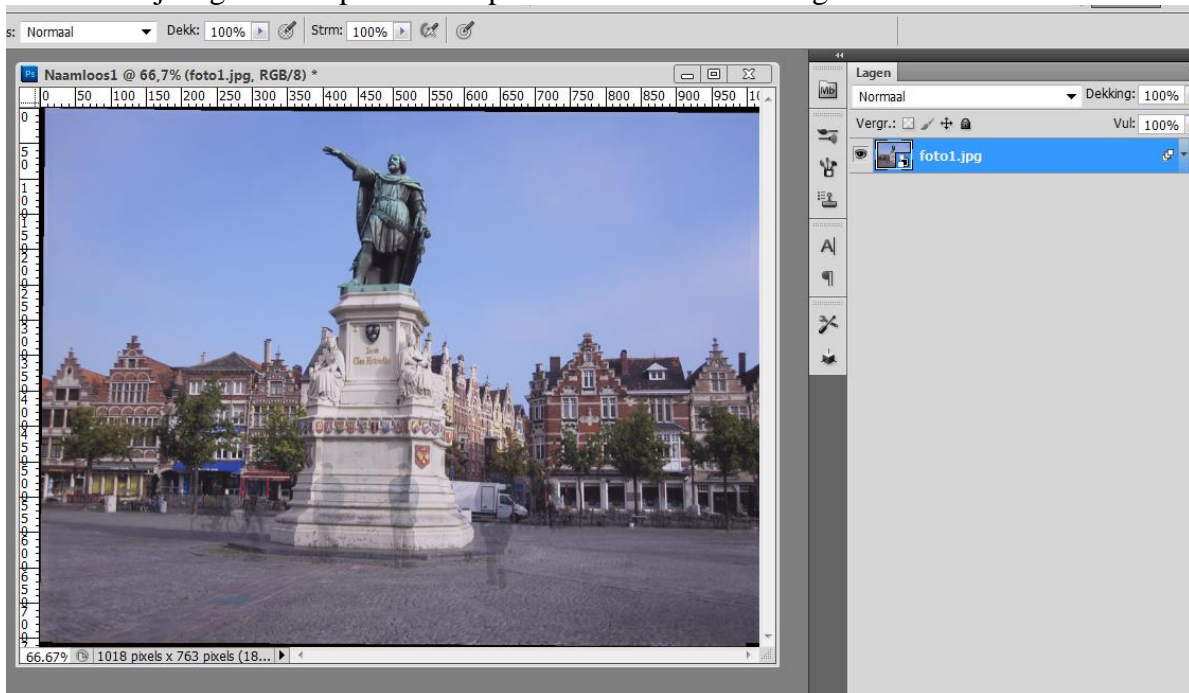 s: Normaal Dekk: 100% Strm: 100%
Naamloos1 @ 66,7% (foto1.jpg, RGB/8) *
0 50 100 150 200 250 300 350 400 450 500 550 600 650 700 750 800 850 900 950
66.67% 1018 pixels x 763 pixels (18...
Mb
Lagen
Normaal Dekking: 100%
Vergr.: Vul: 100%
foto1.jpg